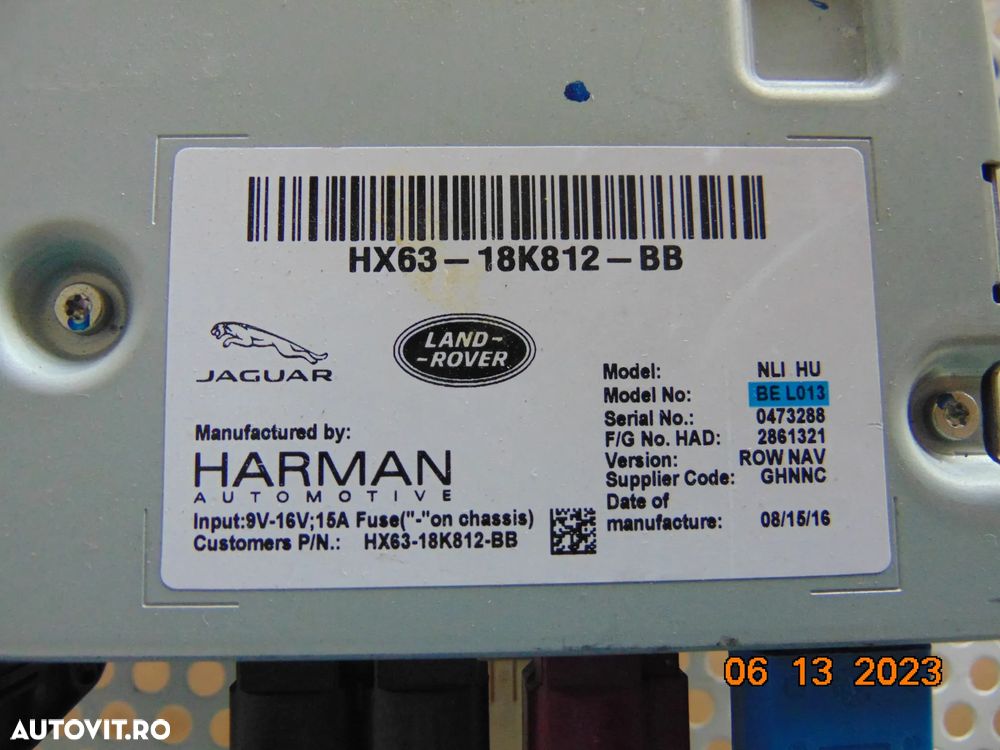 HX63-18K812-BB
JAGUAR
LAND-
-ROVER
Manufactured by:
HARMAN
AUTOMOTIVE
Input:9V-16V;15A Fuse("-"on chassis)
Customers P/N.: HX63-18K812-BB
Model: NLI HU
Model No: BE L013
Serial No.: 0473288
F/G No. HAD: 2861321
Version: ROW NAV
Supplier Code: GHNNC
Date of
manufacture: 08/15/16
06 13 2023
AUTOVIT.RO